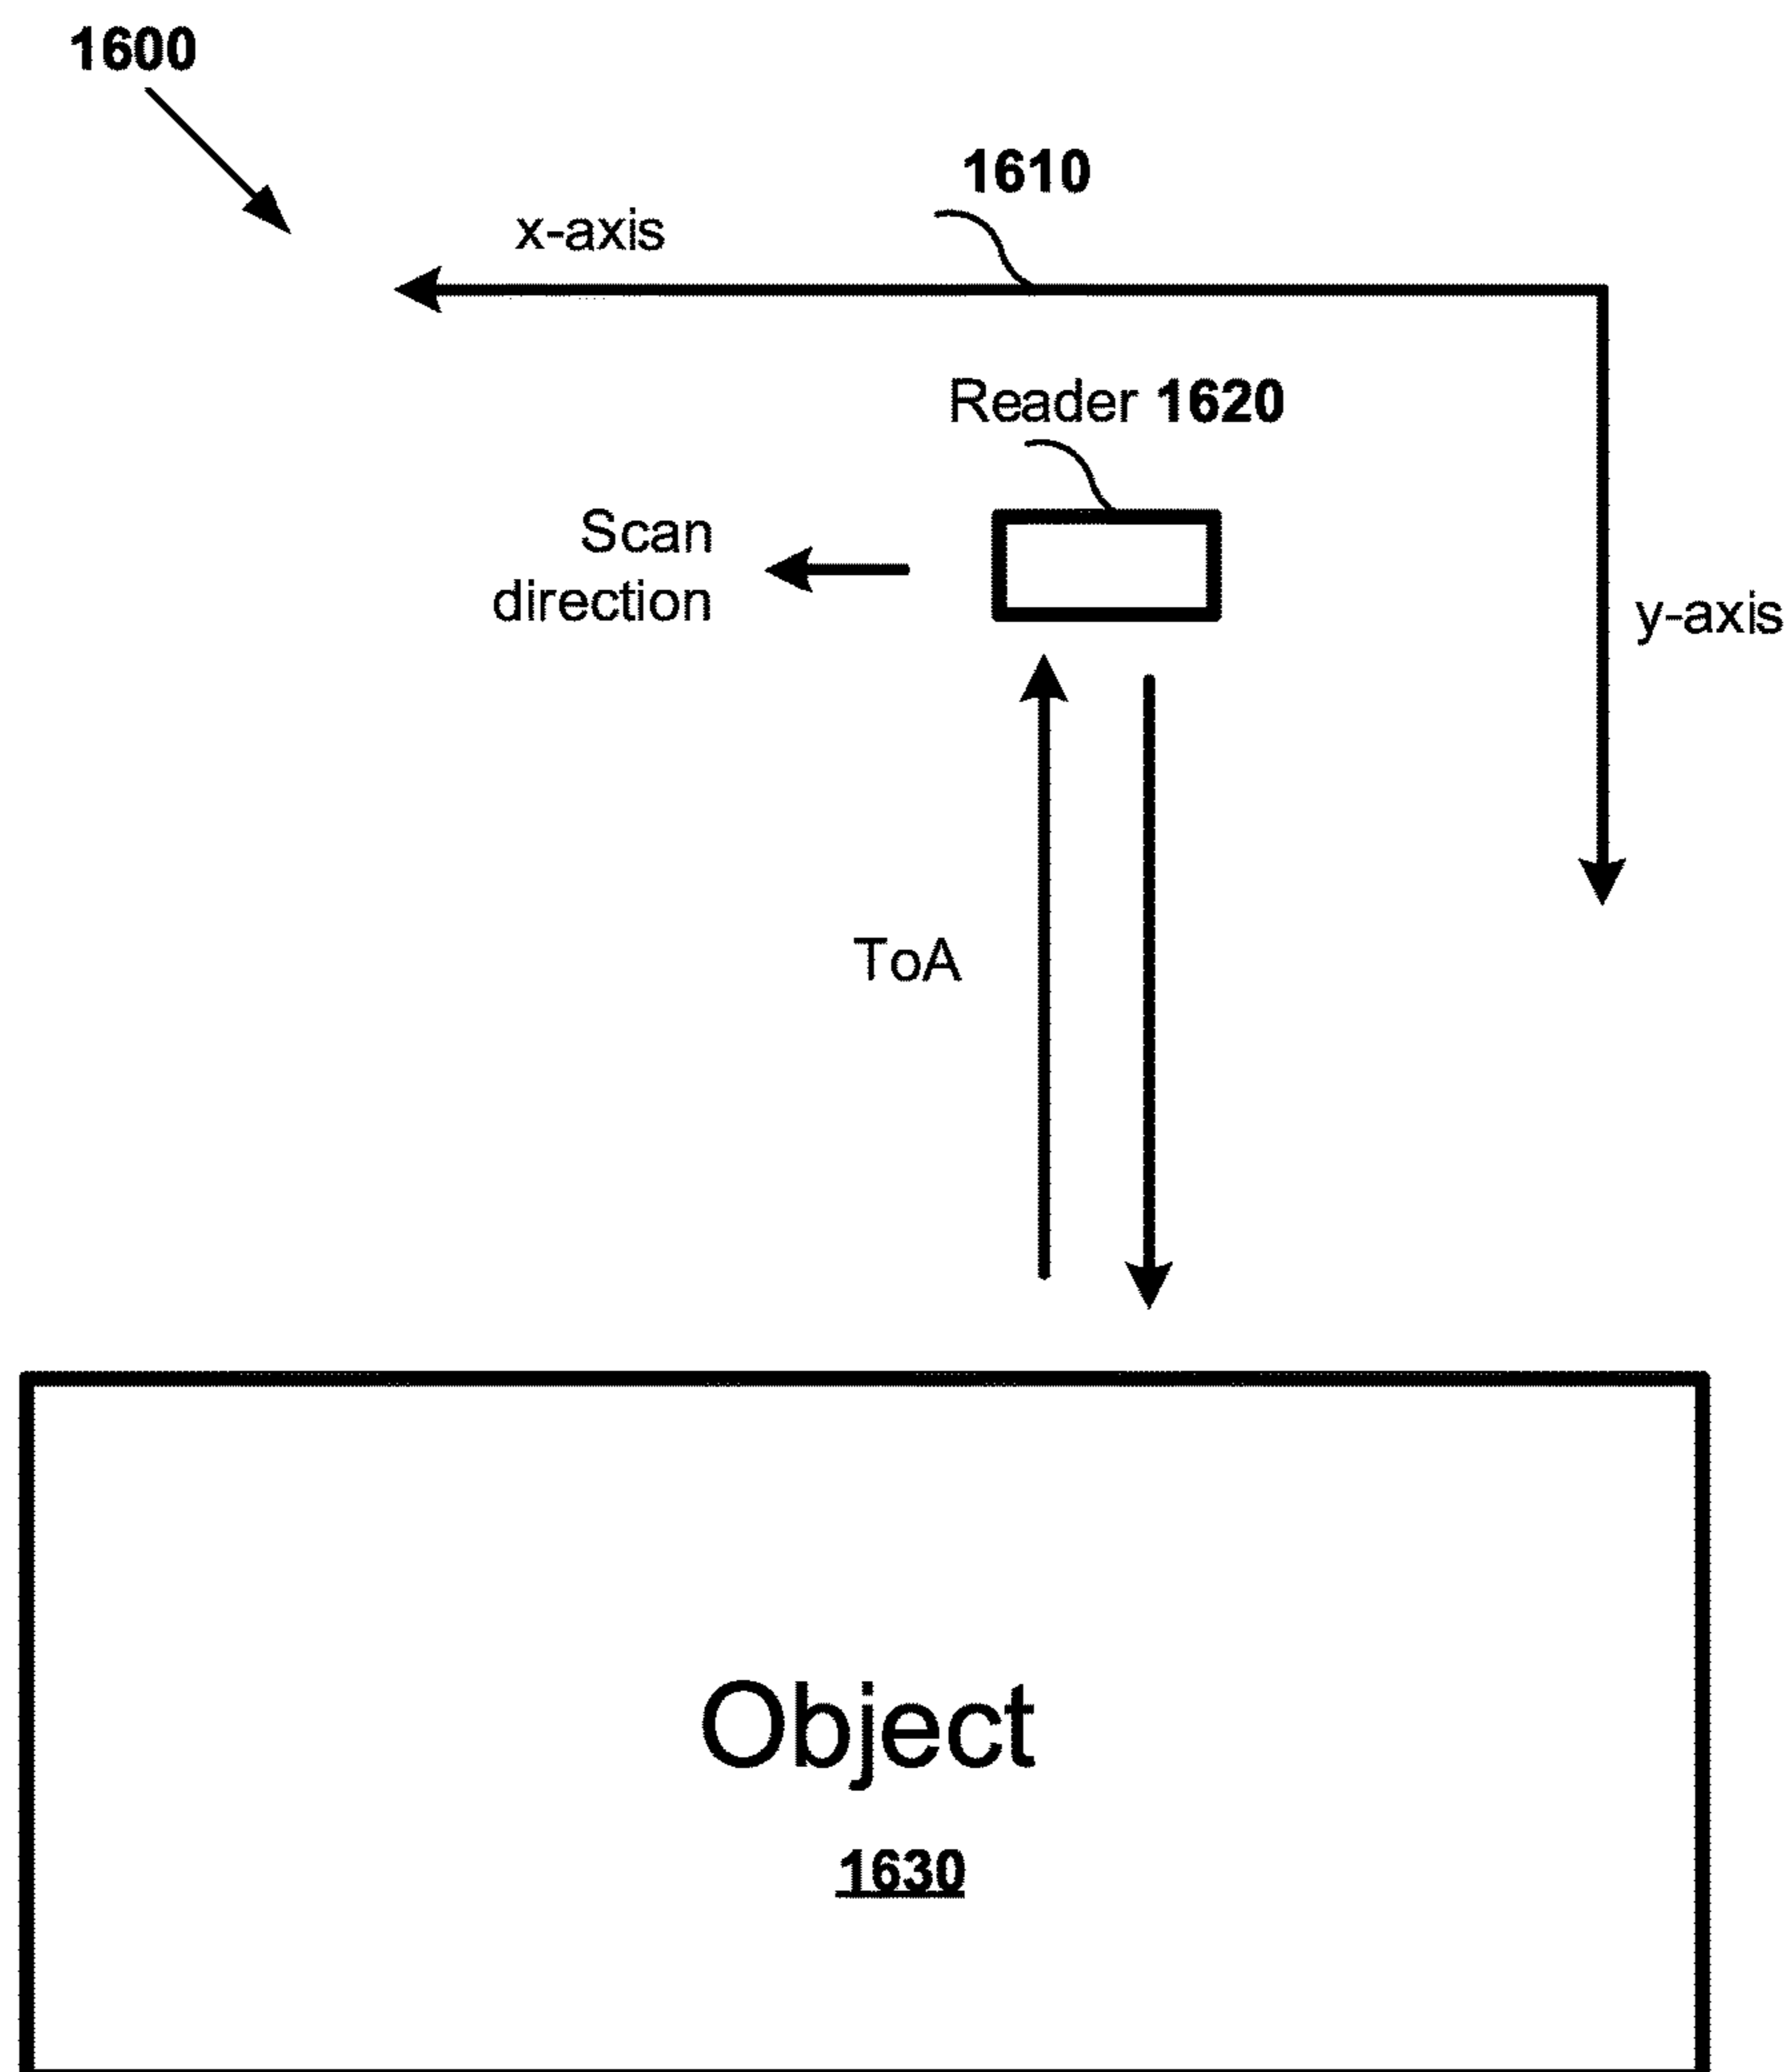 1600
1610
x-axis
Reader 1620
Scan
direction
y-axis
ToA
Object
1630